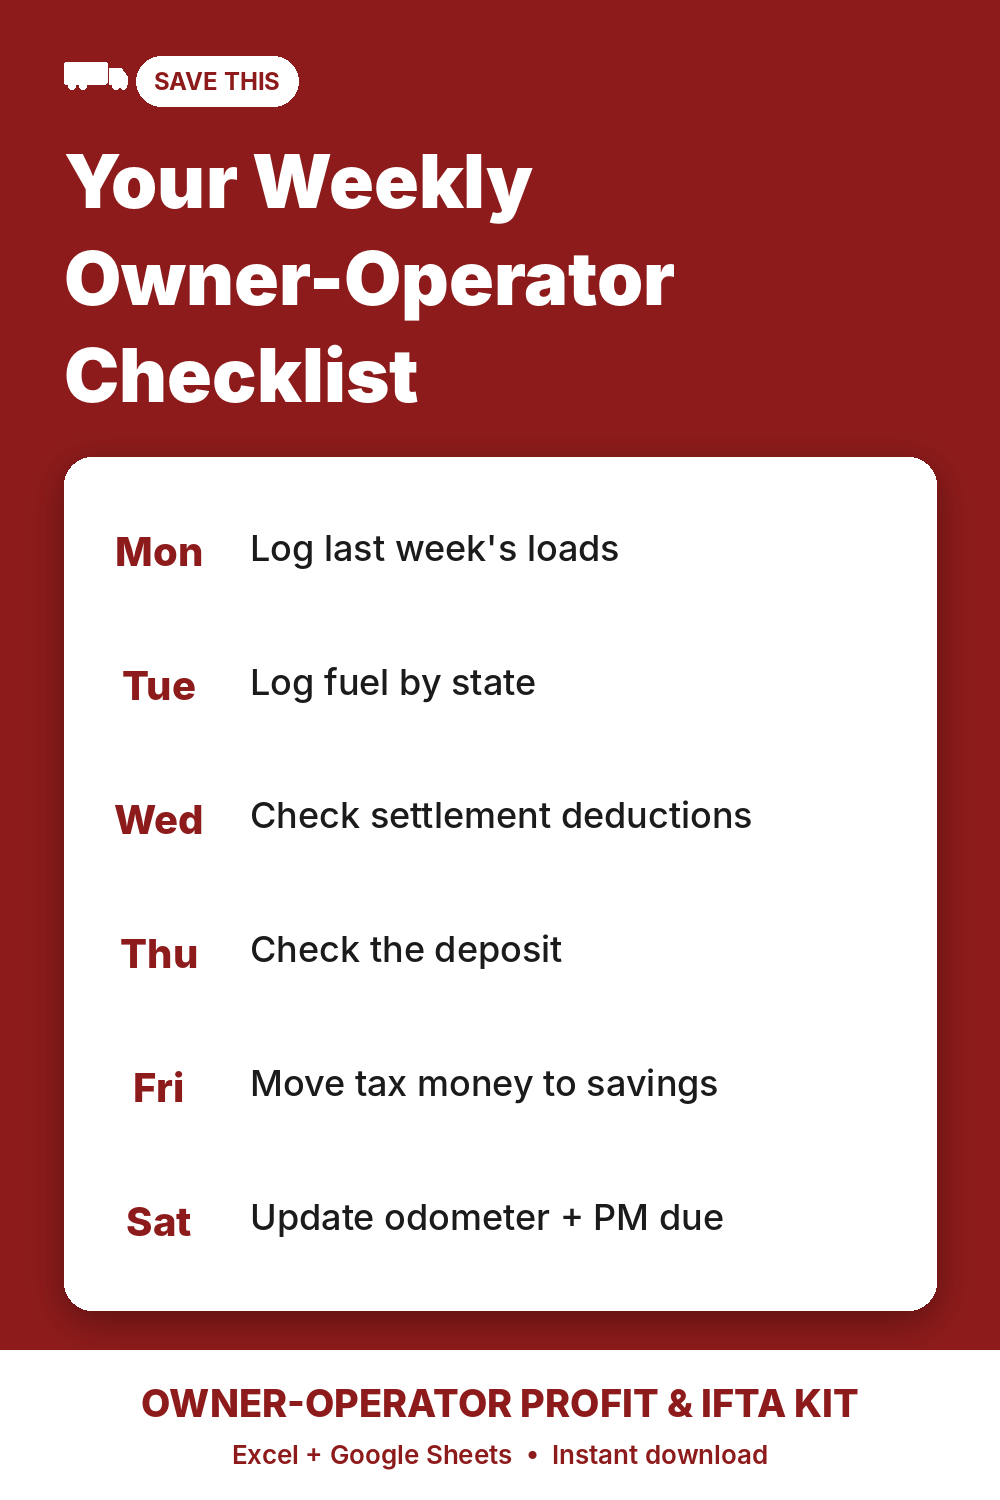 SAVE THIS
Your Weekly
Owner-Operator
Checklist
Mon Log last week's loads
Tue Log fuel by state
Wed Check settlement deductions
Thu Check the deposit
Fri Move tax money to savings
Sat Update odometer + PM due
OWNER-OPERATOR PROFIT & IFTA KIT
Excel + Google Sheets • Instant download